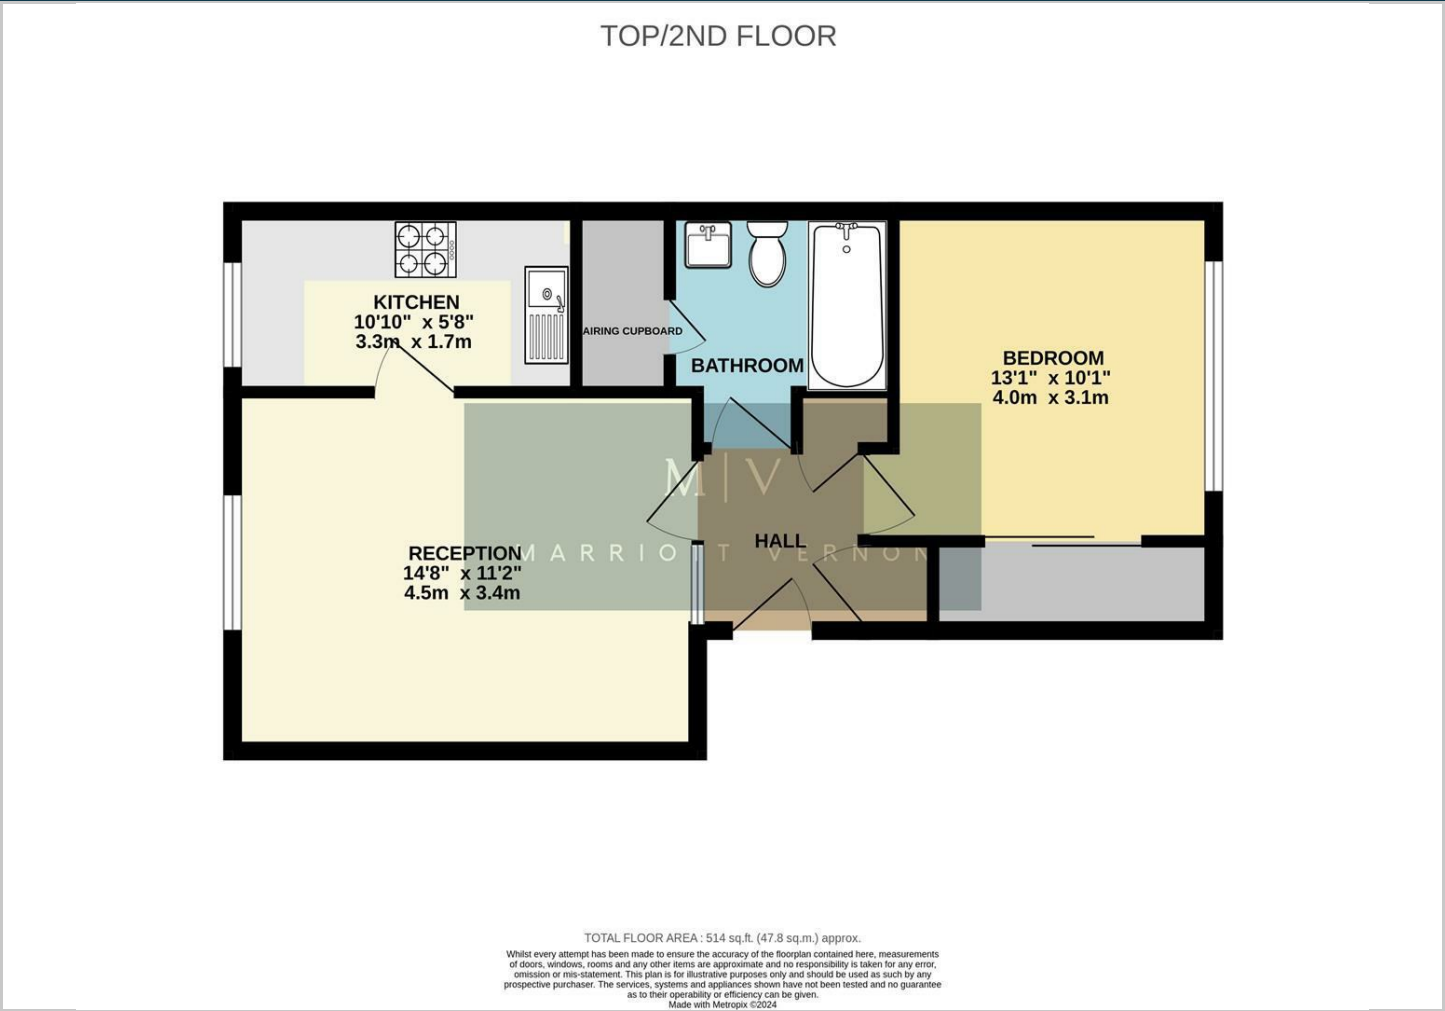 TOP/2ND FLOOR
KITCHEN
10'10" x 5'8"
3.3m x 1.7m
AIRING CUPBOARD
BATHROOM
BEDROOM
13'1" x 10'1"
4.0m x 3.1m
M|V
MARRIOTT VERNON
HALL
RECEPTION
14'8" x 11'2"
4.5m x 3.4m
TOTAL FLOOR AREA : 514 sq.ft. (47.8 sq.m.) approx.
Whilst every attempt has been made to ensure the accuracy of the floorplan contained here, measurements
of doors, windows, rooms and any other items are approximate and no responsibility is taken for any error,
omission or mis-statement. This plan is for illustrative purposes only and should be used as such by any
prospective purchaser. The services, systems and appliances shown have not been tested and no guarantee
as to their operability or efficiency can be given.
Made with Metropix ©2024